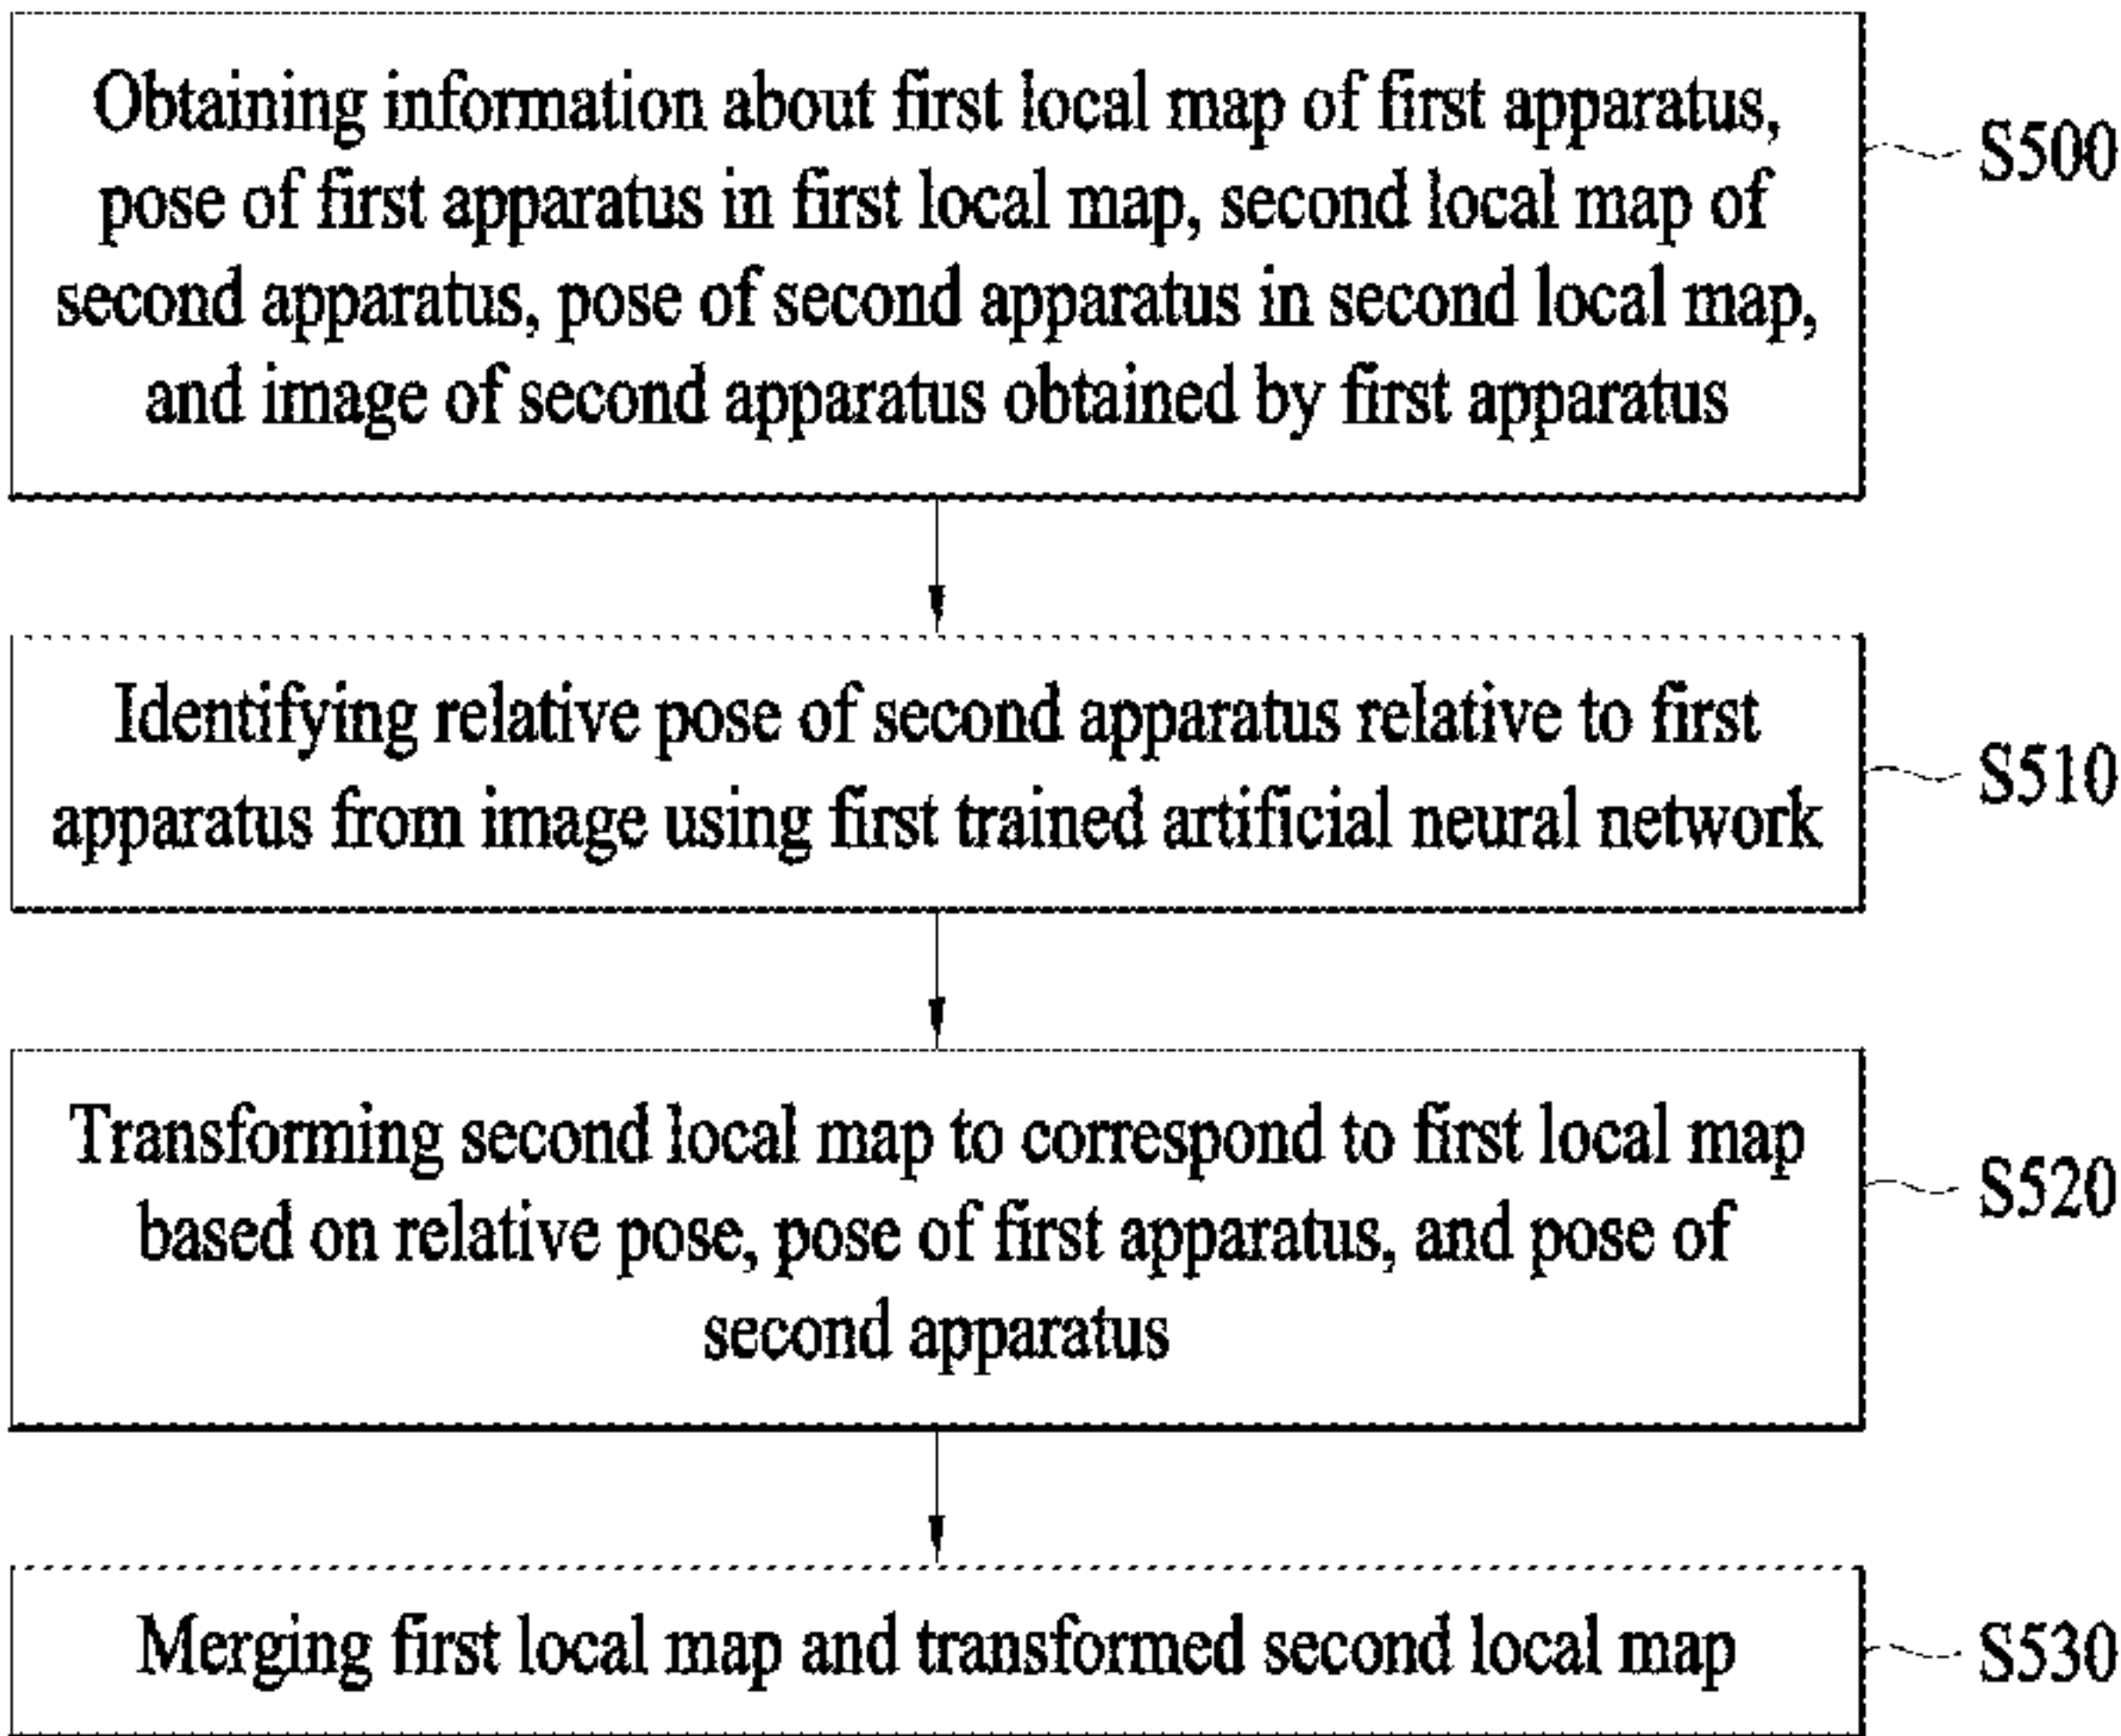 Obtaining information about first local map of first apparatus,
pose of first apparatus in first local map, second local map of
second apparatus, pose of second apparatus in second local map,
and image of second apparatus obtained by first apparatus
S500
Identifying relative pose of second apparatus relative to first
apparatus from image using first trained artificial neural network
S510
Transforming second local map to correspond to first local map
based on relative pose, pose of first apparatus, and pose of
second apparatus
S520
Merging first local map and transformed second local map
S530